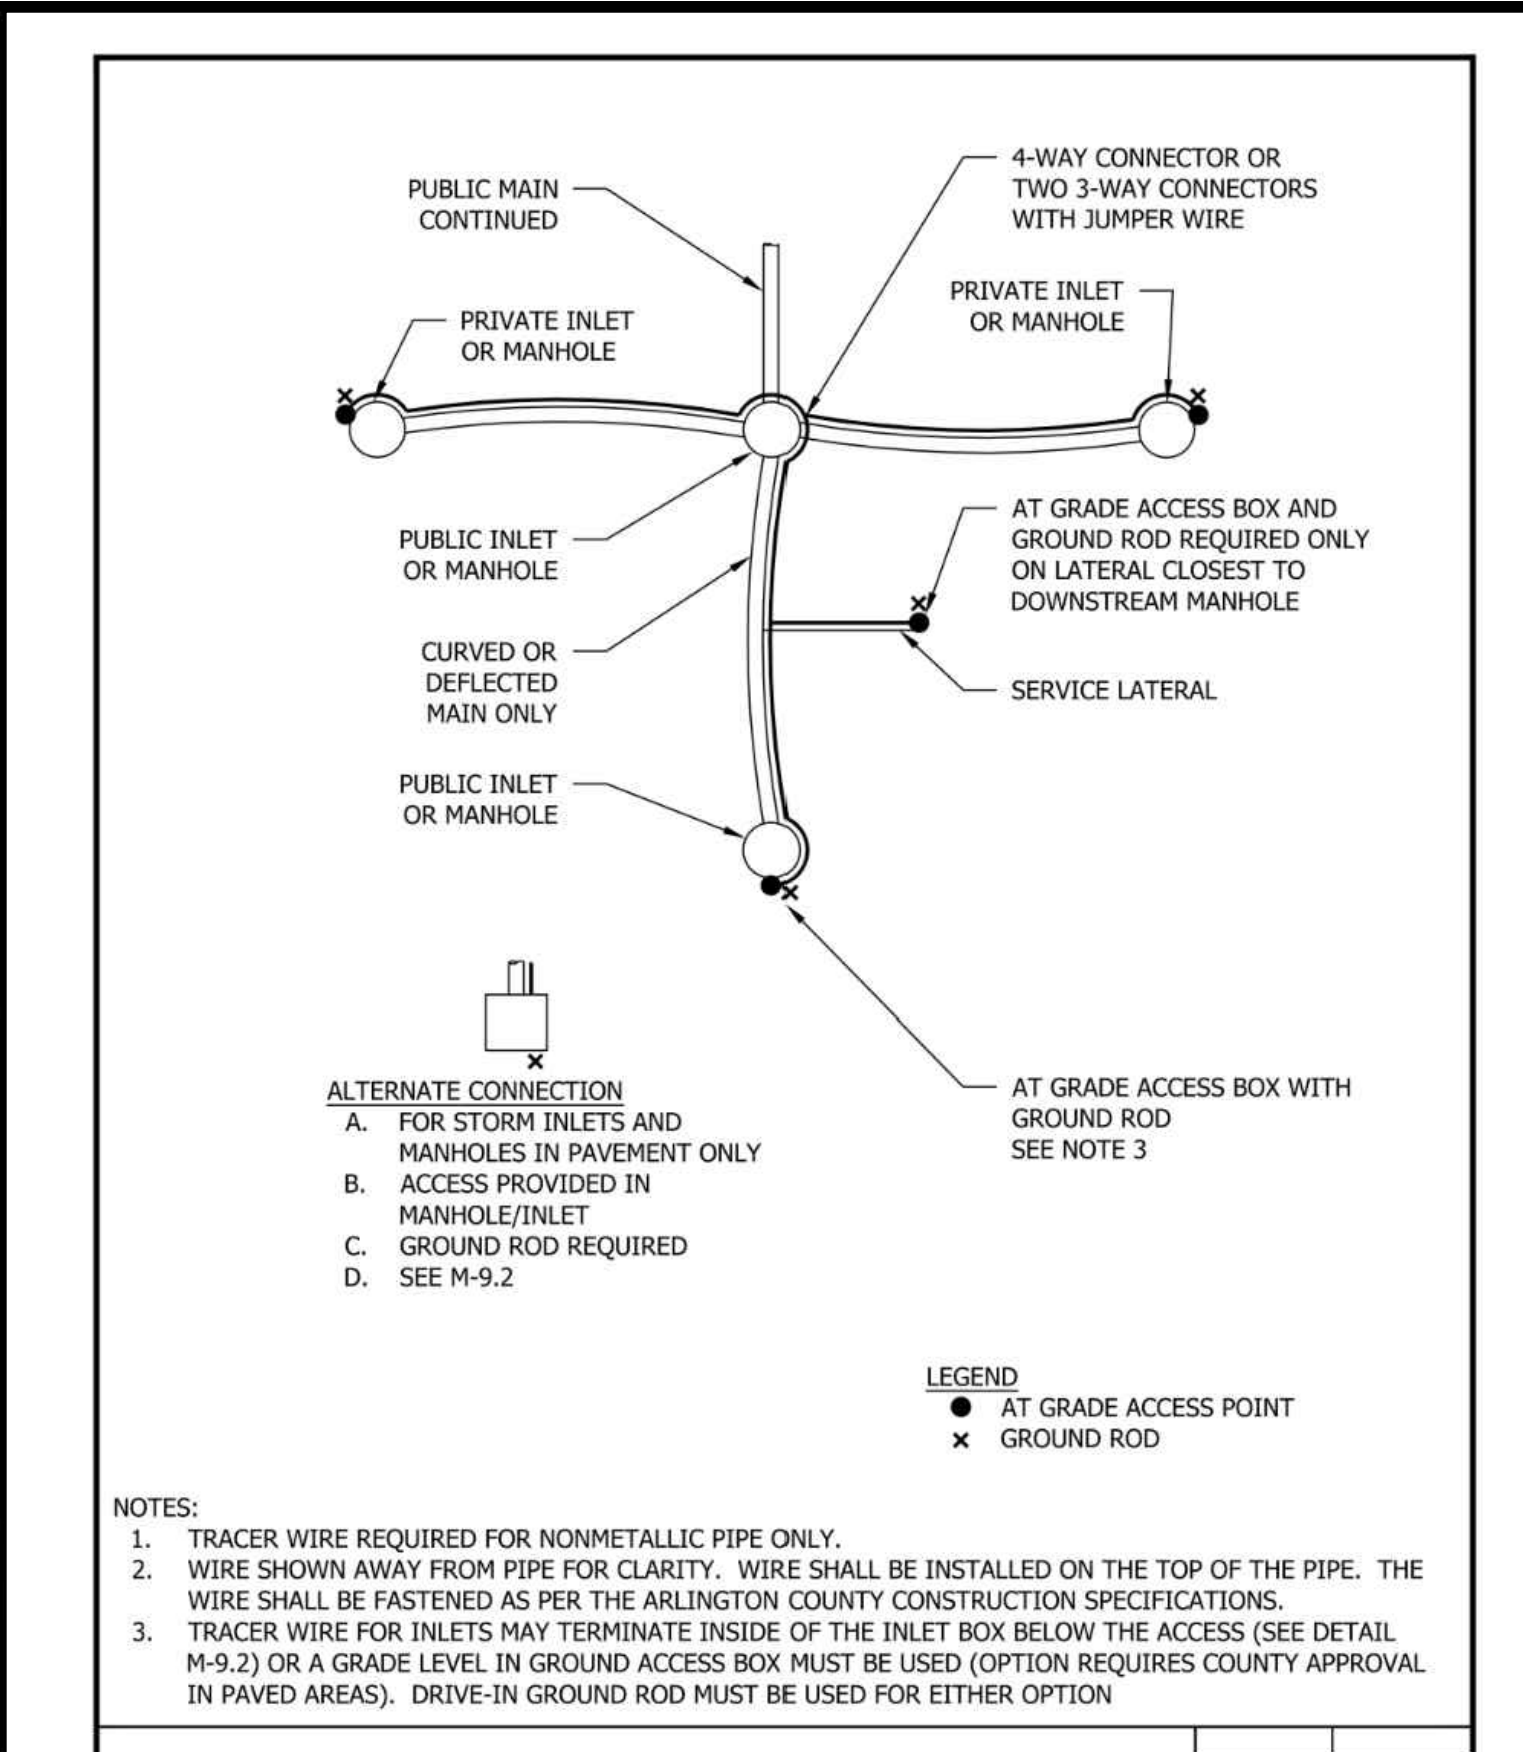 4-WAY CONNECTOR OR
TWO 3-WAY CONNECTORS
WITH JUMPER WIRE
PUBLIC MAIN
CONTINUED
PRIVATE INLET
OR MANHOLE
PRIVATE INLET
OR MANHOLE
PUBLIC INLET
OR MANHOLE
AT GRADE ACCESS BOX AND
GROUND ROD REQUIRED ONLY
ON LATERAL CLOSEST TO
DOWNSTREAM MANHOLE
CURVED OR
DEFLECTED
MAIN ONLY
SERVICE LATERAL
PUBLIC INLET
OR MANHOLE
AT GRADE ACCESS BOX WITH
GROUND ROD
SEE NOTE 3
ALTERNATE CONNECTION
A. FOR STORM INLETS AND
MANHOLES IN PAVEMENT ONLY
B. ACCESS PROVIDED IN
MANHOLE/INLET
C. GROUND ROD REQUIRED
D. SEE M-9.2
LEGEND
AT GRADE ACCESS POINT
GROUND ROD
NOTES:
1. TRACER WIRE REQUIRED FOR NONMETALLIC PIPE ONLY.
2. WIRE SHOWN AWAY FROM PIPE FOR CLARITY. WIRE SHALL BE INSTALLED ON THE TOP OF THE PIPE. THE
WIRE SHALL BE FASTENED AS PER THE ARLINGTON COUNTY CONSTRUCTION SPECIFICATIONS.
3. TRACER WIRE FOR INLETS MAY TERMINATE INSIDE OF THE INLET BOX BELOW THE ACCESS (SEE DETAIL
M-9.2) OR A GRADE LEVEL IN GROUND ACCESS BOX MUST BE USED (OPTION REQUIRES COUNTY APPROVAL
IN PAVED AREAS). DRIVE-IN GROUND ROD MUST BE USED FOR EITHER OPTION